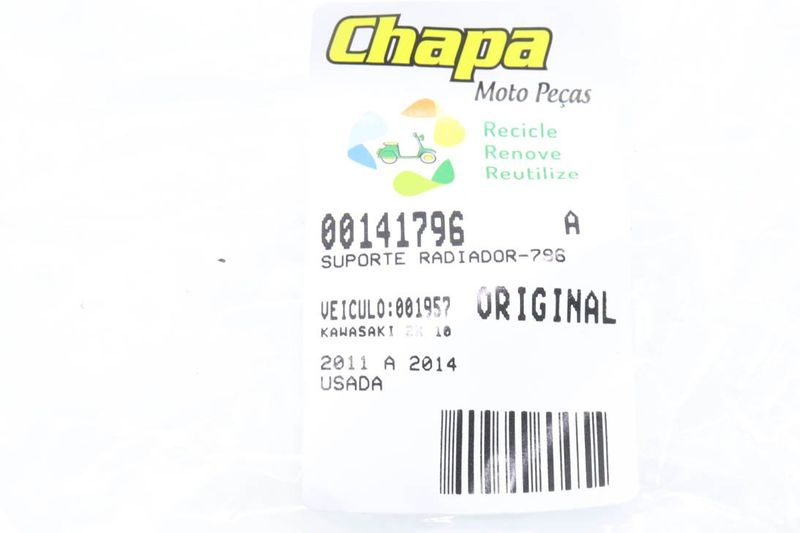 Chapa
Moto Peças
Recicle
Renove
Reutilize
00141796 A
SUPORTE RADIADOR-796
VEICULO:001957 ORIGINAL
KAWASAKI ZX 10
2011 A 2014
USADA